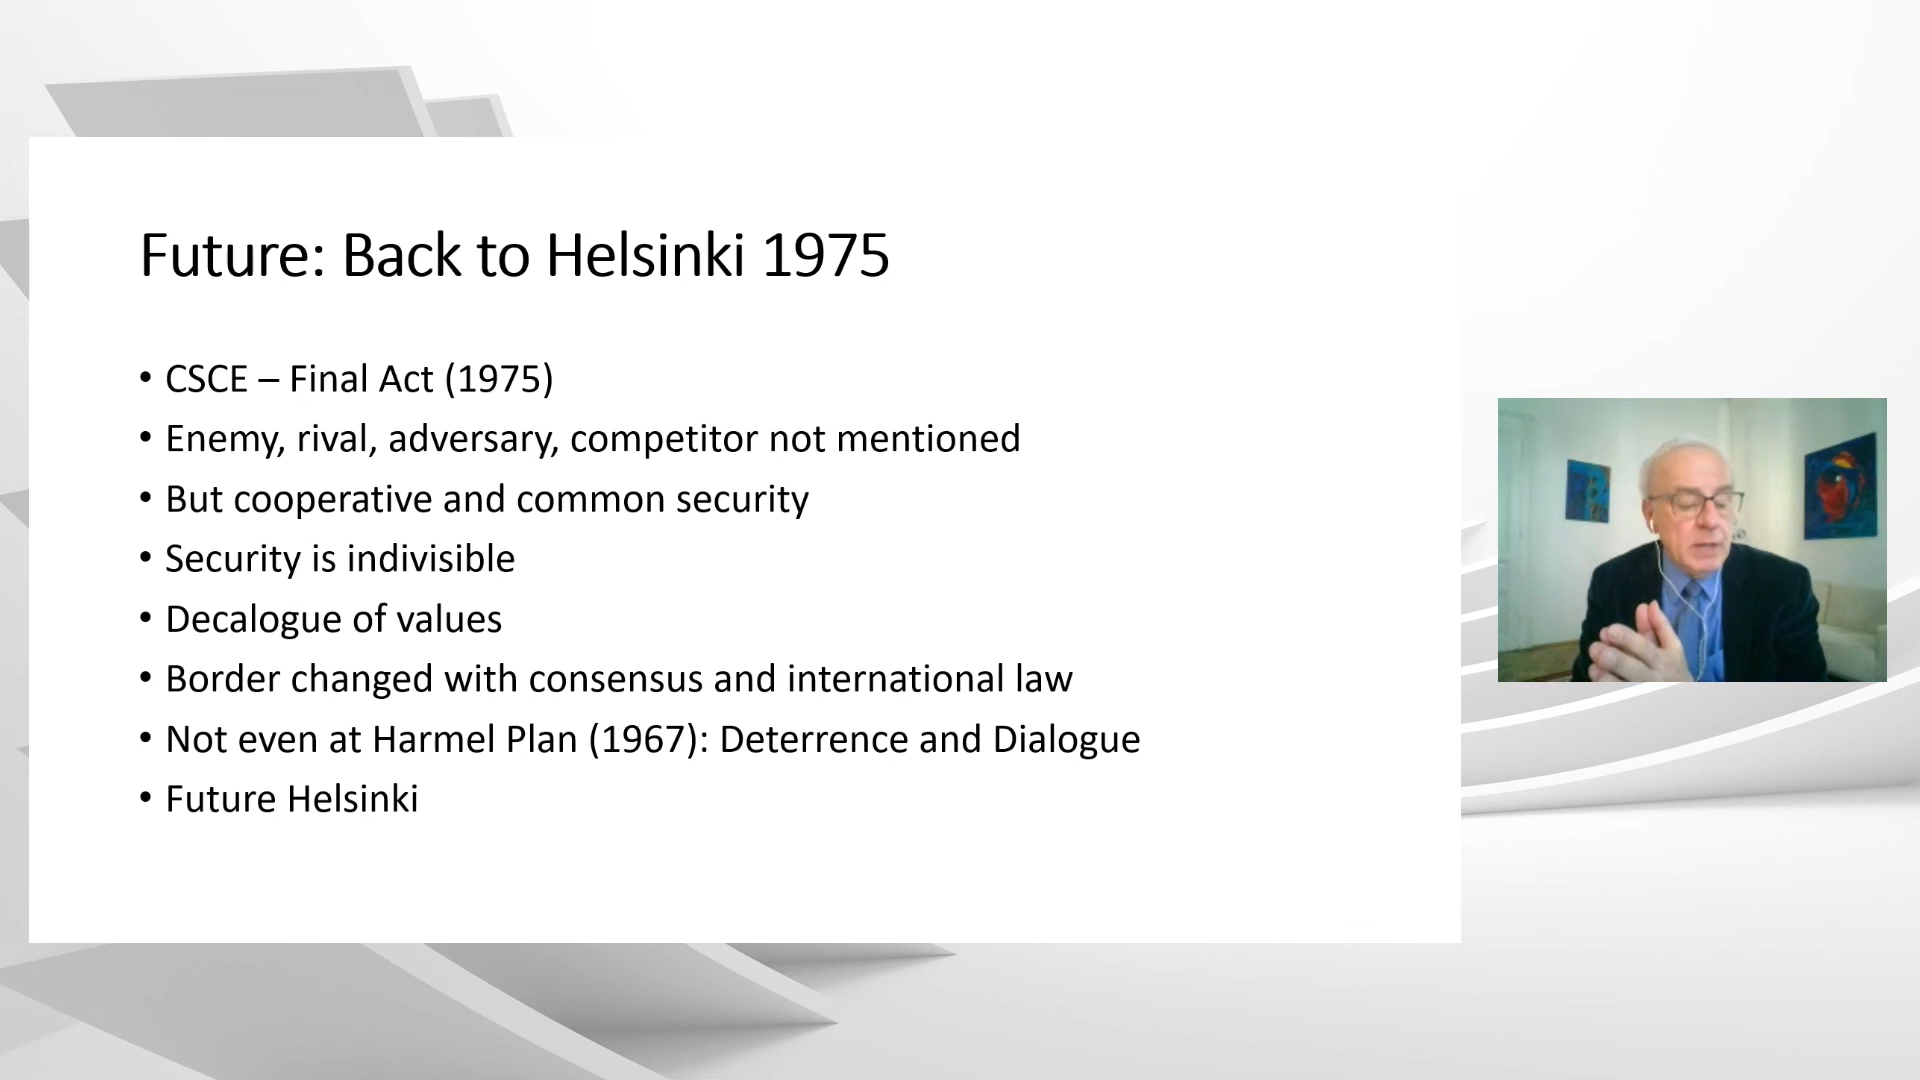 Future: Back to Helsinki 1975
• CSCE – Final Act (1975)
• Enemy, rival, adversary, competitor not mentioned
• But cooperative and common security
• Security is indivisible
• Decalogue of values
• Border changed with consensus and international law
• Not even at Harmel Plan (1967): Deterrence and Dialogue
• Future Helsinki